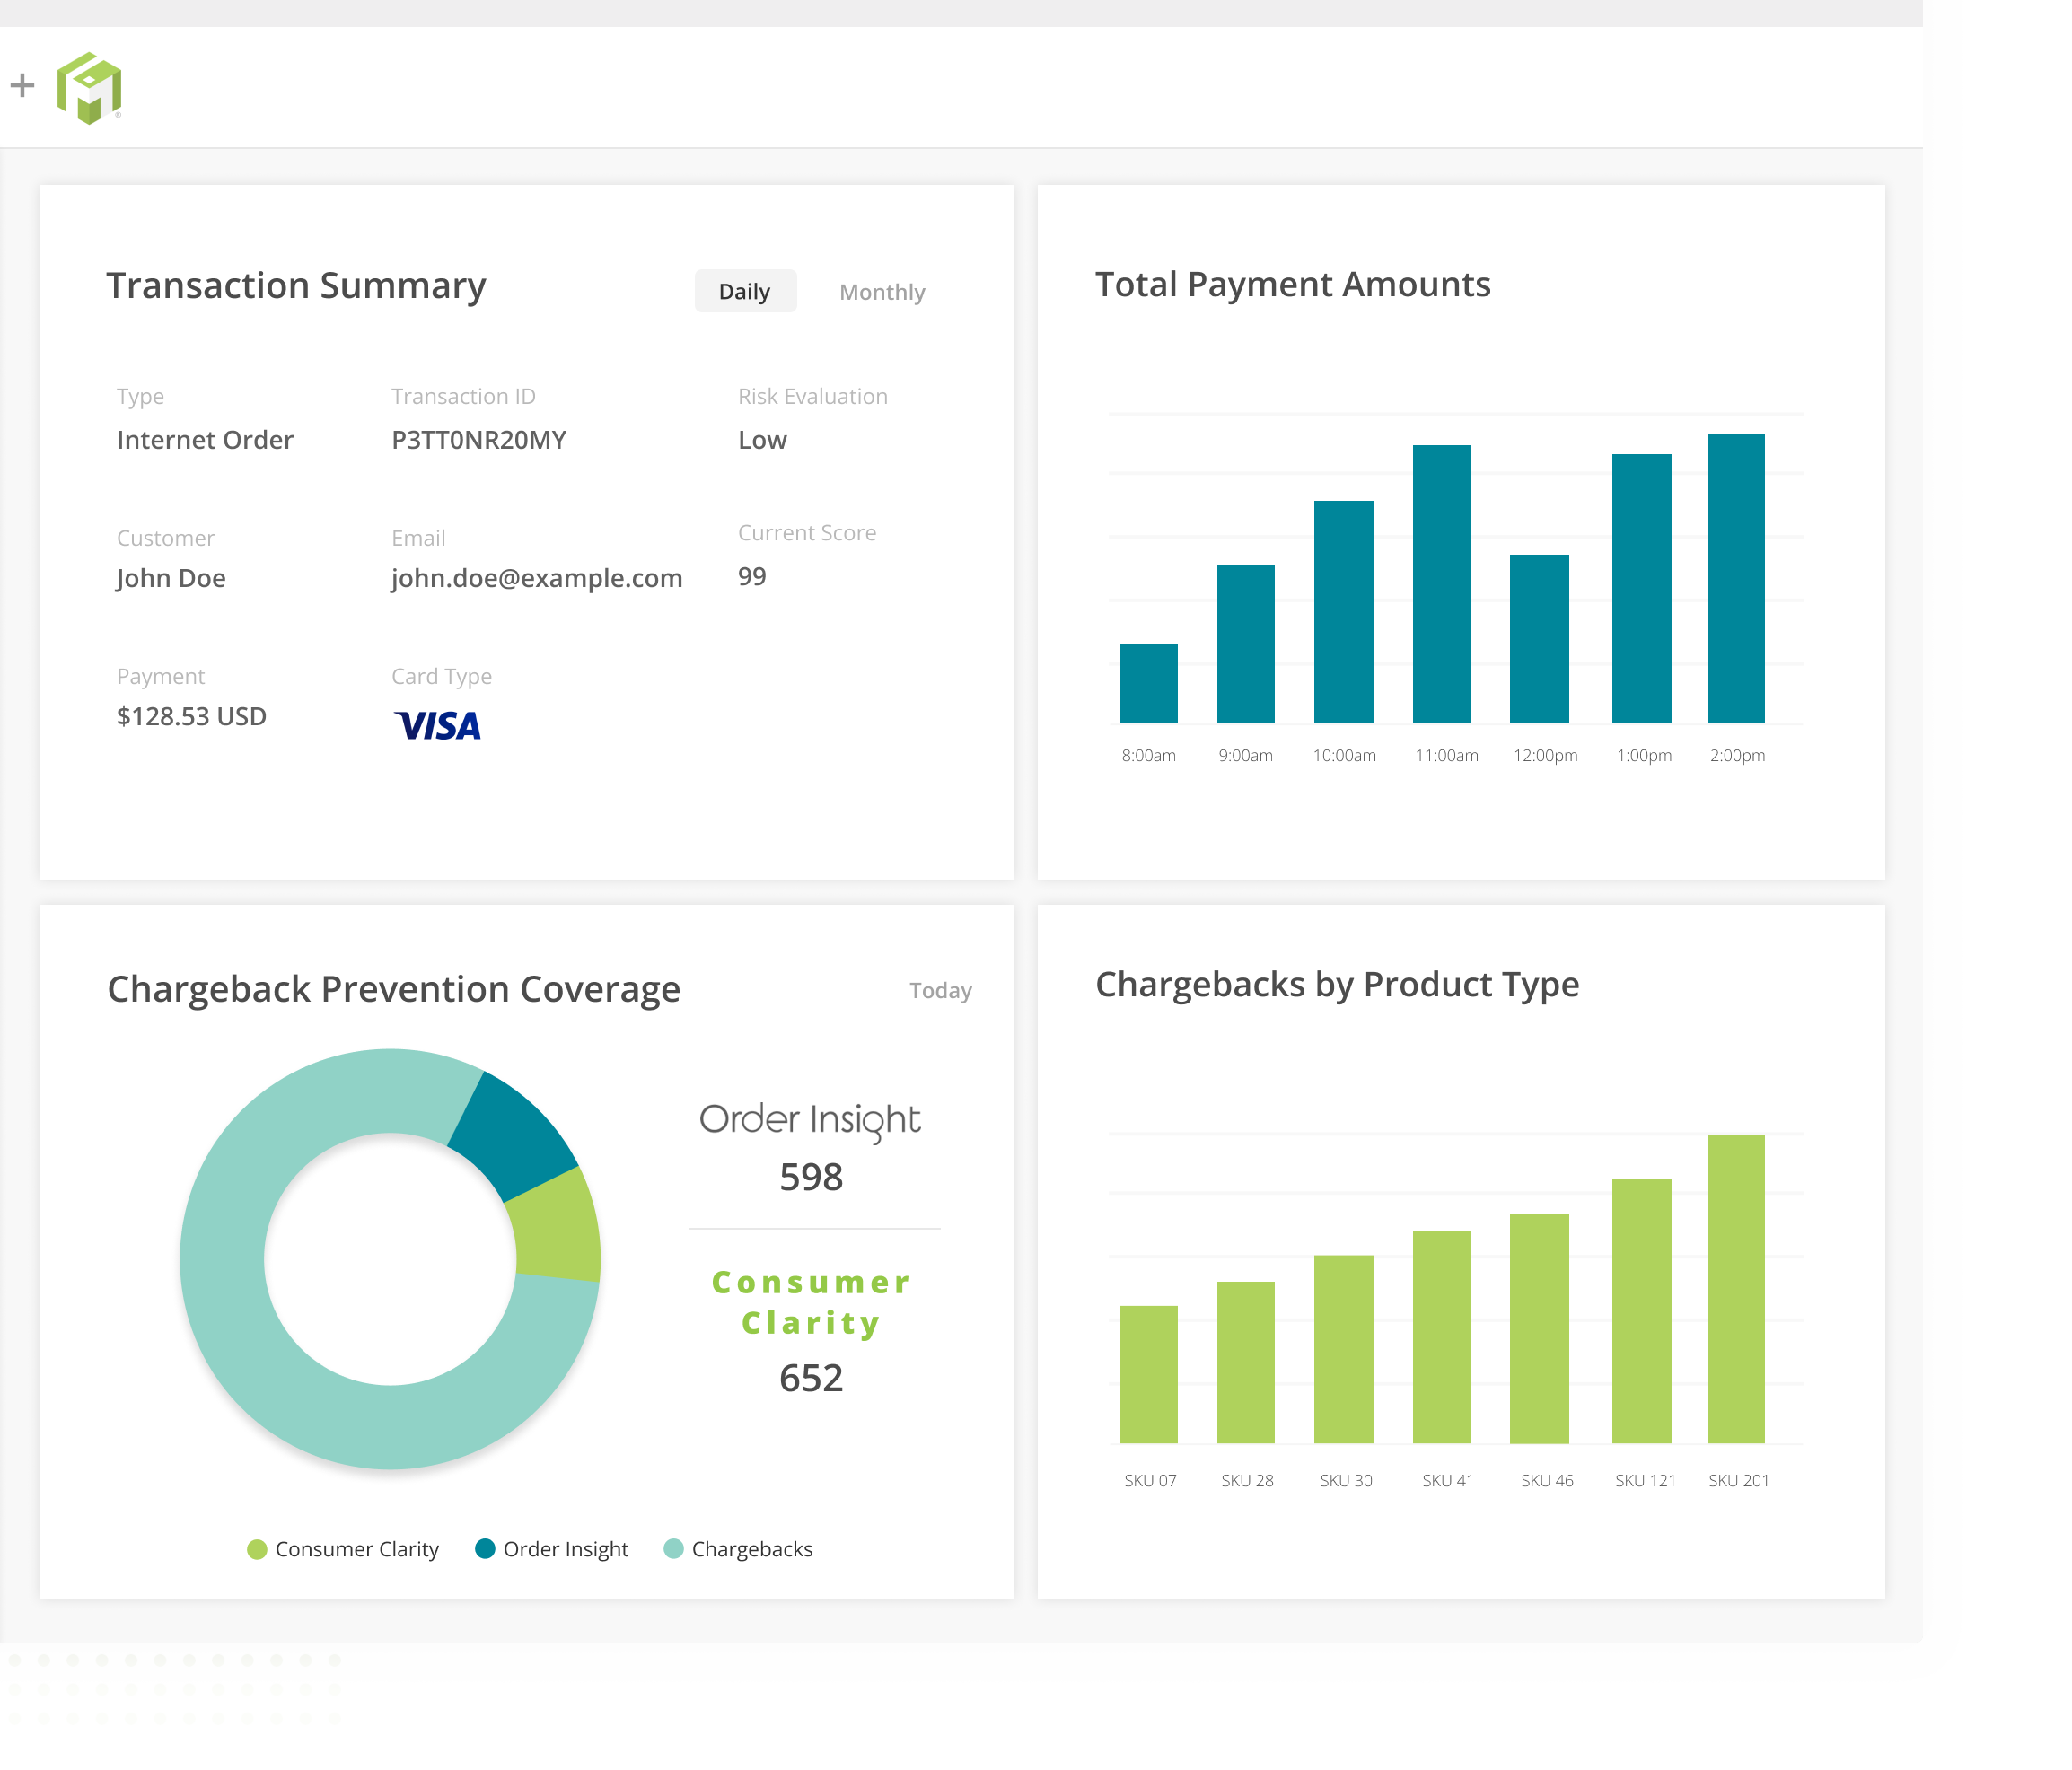 +
Transaction Summary
Daily Monthly
Type Transaction ID Risk Evaluation
Internet Order P3TT0NR20MY Low
Customer Email Current Score
John Doe john.doe@example.com 99
Payment Card Type
$128.53 USD VISA
Total Payment Amounts
8:00am 9:00am 10:00am 11:00am 12:00pm 1:00pm 2:00pm
Chargeback Prevention Coverage
Today
Order Insight
598
Consumer
Clarity
652
Consumer Clarity Order Insight Chargebacks
Chargebacks by Product Type
SKU 07 SKU 28 SKU 30 SKU 41 SKU 46 SKU 121 SKU 201